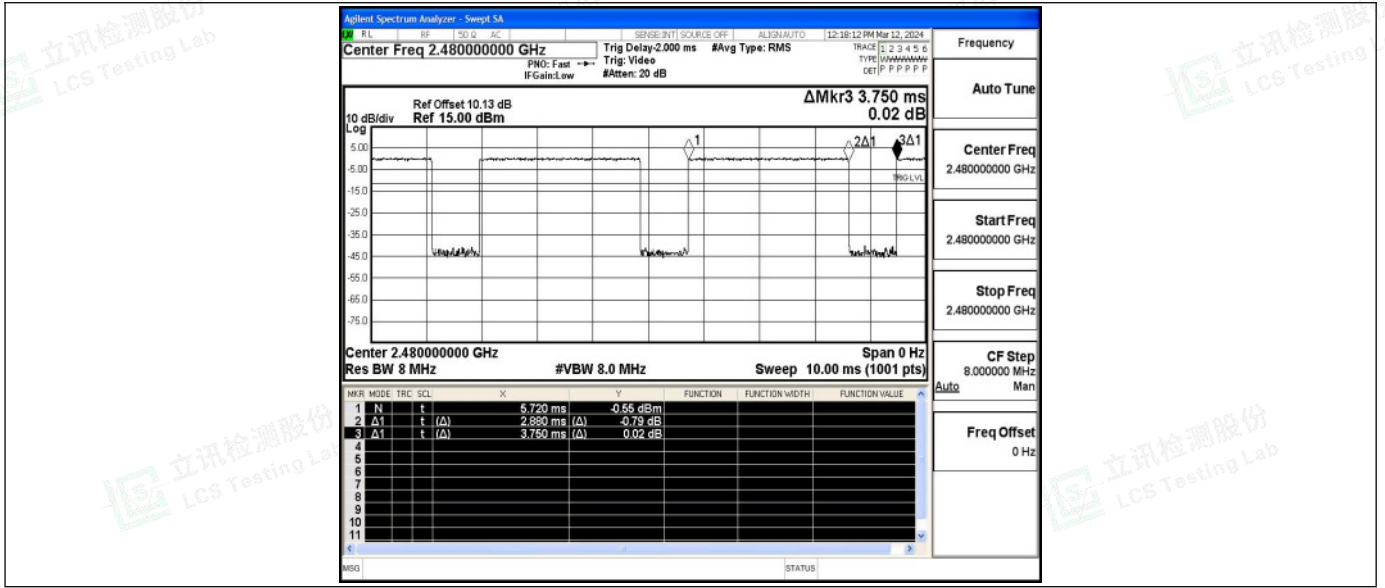 立讯检测股份
LCS Testing Lab
立讯检测股份
LCS Testing Lab
Agilent Spectrum Analyzer - Swept SA
RL RF 50 Ω AC SENSE:INT SOURCE OFF ALIGNAUTO 12:18:12 PM Mar 12, 2024
Center Freq 2.480000000 GHz
PNO: Fast
IFGain:Low
Trig Delay-2.000 ms #Avg Type: RMS
Trig: Video
#Atten: 20 dB
TRACE 1 2 3 4 5 6
TYPE
DET P P P P P P
Frequency
Auto Tune
Center Freq
2.480000000 GHz
Start Freq
2.480000000 GHz
Stop Freq
2.480000000 GHz
CF Step
8.000000 MHz
Auto Man
Freq Offset
0 Hz
ΔMkr3 3.750 ms
0.02 dB
Ref Offset 10.13 dB
10 dB/div Ref 15.00 dBm
Log
1
2Δ1
3Δ1
TRIG LVL
5.00
-5.00
-15.0
-25.0
-35.0
-45.0
-55.0
-65.0
-75.0
Center 2.480000000 GHz Span 0 Hz
Res BW 8 MHz #VBW 8.0 MHz Sweep 10.00 ms (1001 pts)
MKR MODE TRC SCL X Y FUNCTION FUNCTION WIDTH FUNCTION VALUE
1 N t 5.720 ms -0.55 dBm
2 Δ1 t (Δ) 2.880 ms (Δ) -0.79 dB
3 Δ1 t (Δ) 3.750 ms (Δ) 0.02 dB
4
5
6
7
8
9
10
11
MSG STATUS
立讯检测股份
LCS Testing Lab
立讯检测股份
LCS Testing Lab